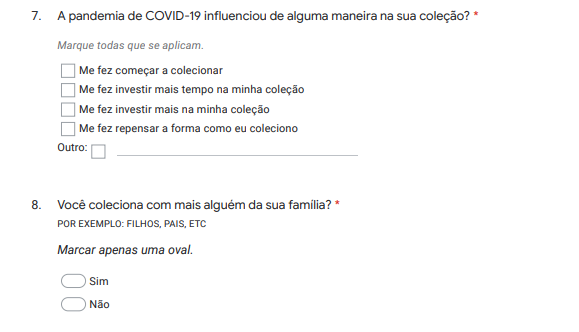 7. A pandemia de COVID-19 influenciou de alguma maneira na sua coleção? *
Marque todas que se aplicam.
Me fez começar a colecionar
Me fez investir mais tempo na minha coleção
Me fez investir mais na minha coleção
Me fez repensar a forma como eu coleciono
Outro:
8. Você coleciona com mais alguém da sua família? *
POR EXEMPLO: FILHOS, PAIS, ETC
Marcar apenas uma oval.
Sim
Não